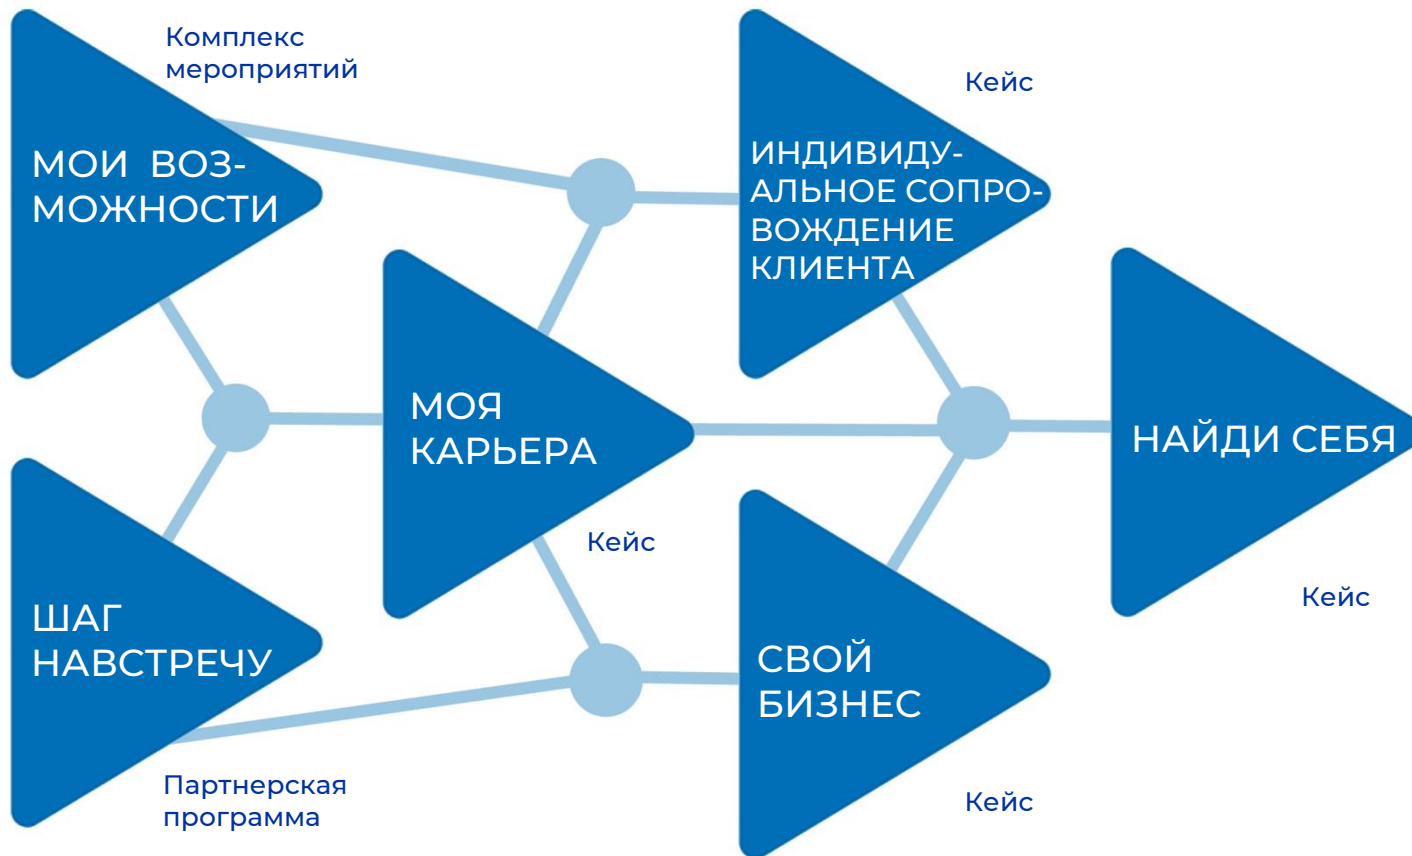 Комплекс
мероприятий
МОИ ВОЗ-
МОЖНОСТИ
Кейс
ИНДИВИДУ-
АЛЬНОЕ СОПРО-
ВОЖДЕНИЕ
КЛИЕНТА
МОЯ
КАРЬЕРА
Кейс
НАЙДИ СЕБЯ
Кейс
ШАГ
НАВСТРЕЧУ
Партнерская
программа
СВОЙ
БИЗНЕС
Кейс